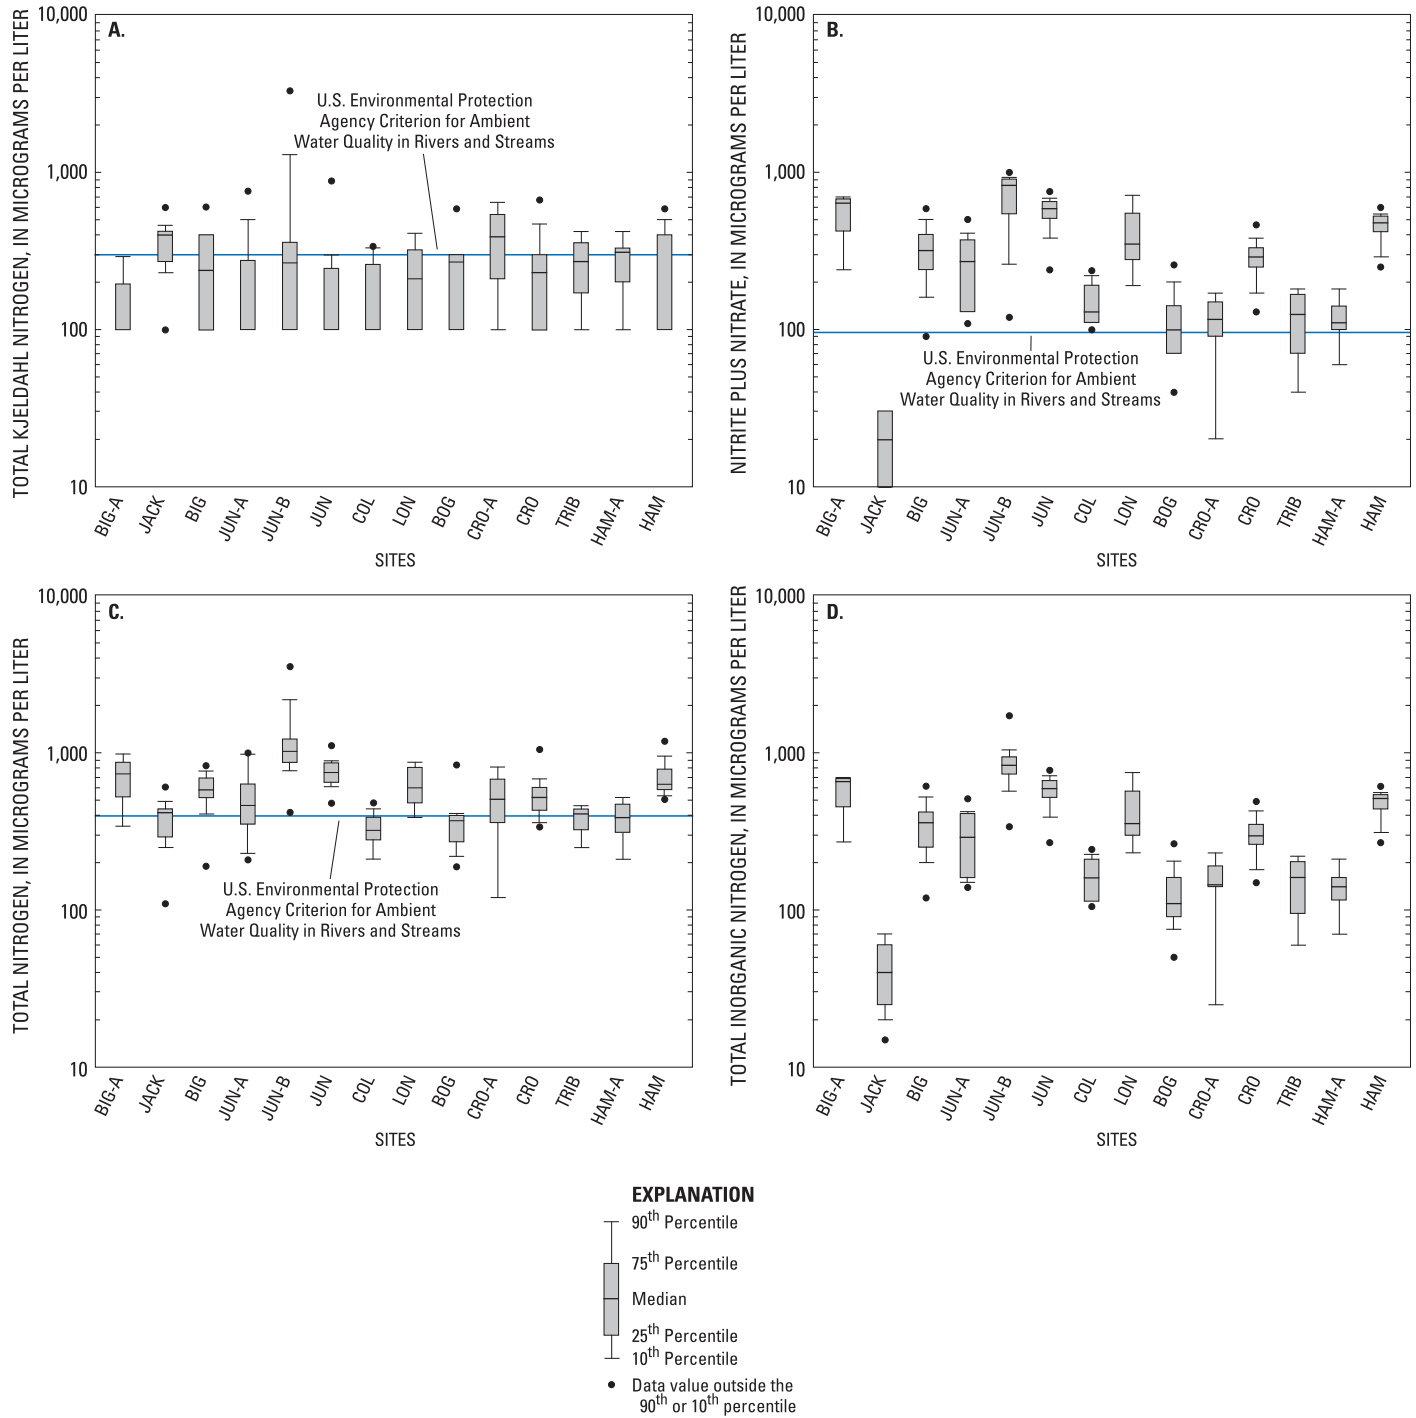 A.
TOTAL KJELDAHL NITROGEN, IN MICROGRAMS PER LITER
10,000
1,000
100
10
U.S. Environmental Protection
Agency Criterion for Ambient
Water Quality in Rivers and Streams
BIG-A JACK BIG JUN-A JUN-B JUN COL LON BOG CRO-A CRO TRIB HAM-A HAM
SITES
B.
NITRITE PLUS NITRATE, IN MICROGRAMS PER LITER
10,000
1,000
100
10
U.S. Environmental Protection
Agency Criterion for Ambient
Water Quality in Rivers and Streams
BIG-A JACK BIG JUN-A JUN-B JUN COL LON BOG CRO-A CRO TRIB HAM-A HAM
SITES
C.
TOTAL NITROGEN, IN MICROGRAMS PER LITER
10,000
1,000
100
10
U.S. Environmental Protection
Agency Criterion for Ambient
Water Quality in Rivers and Streams
BIG-A JACK BIG JUN-A JUN-B JUN COL LON BOG CRO-A CRO TRIB HAM-A HAM
SITES
D.
TOTAL INORGANIC NITROGEN, IN MICROGRAMS PER LITER
10,000
1,000
100
10
BIG-A JACK BIG JUN-A JUN-B JUN COL LON BOG CRO-A CRO TRIB HAM-A HAM
SITES
EXPLANATION
90th Percentile
75th Percentile
Median
25th Percentile
10th Percentile
Data value outside the
90th or 10th percentile